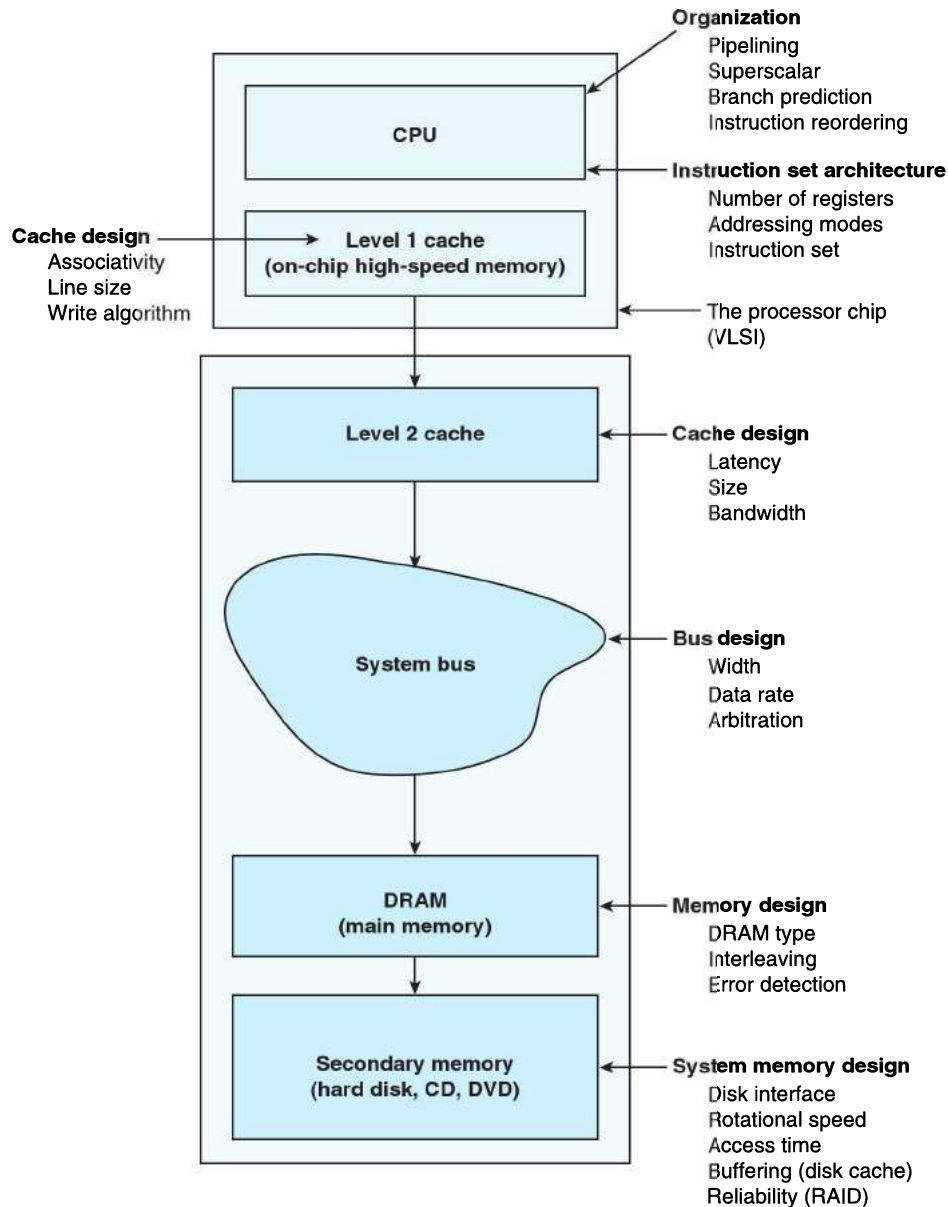 Organization
Pipelining
Superscalar
Branch prediction
Instruction reordering
CPU
Instruction set architecture
Number of registers
Addressing modes
Instruction set
Cache design
Associativity
Line size
Write algorithm
Level 1 cache
(on-chip high-speed memory)
The processor chip
(VLSI)
Level 2 cache
Cache design
Latency
Size
Bandwidth
System bus
Bus design
Width
Data rate
Arbitration
DRAM
(main memory)
Memory design
DRAM type
Interleaving
Error detection
Secondary memory
(hard disk, CD, DVD)
System memory design
Disk interface
Rotational speed
Access time
Buffering (disk cache)
Reliability (RAID)